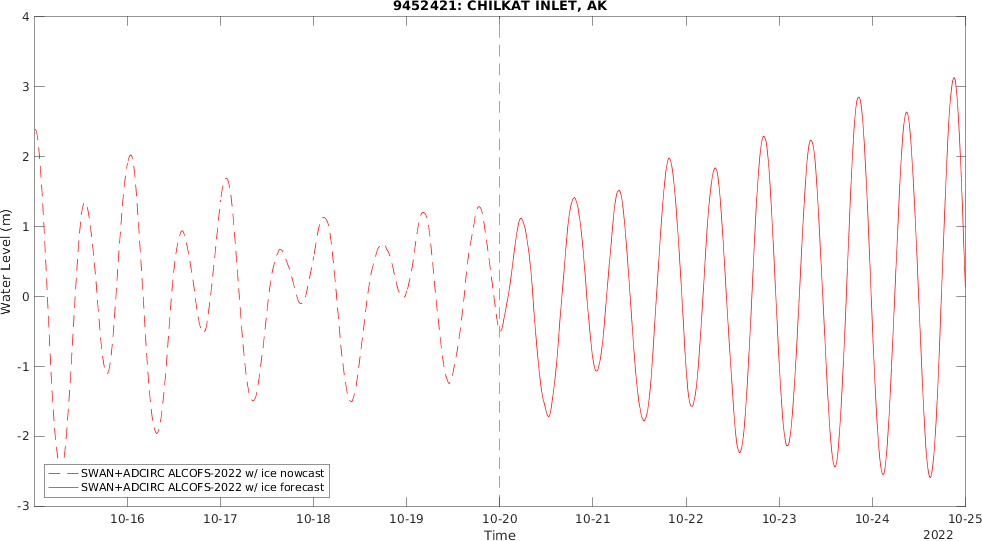 9452421: CHILKAT INLET, AK
4
3
2
1
0
-1
-2
-3
Water Level (m)
SWAN+ADCIRC ALCOFS-2022 w/ ice nowcast
SWAN+ADCIRC ALCOFS-2022 w/ ice forecast
10-16 10-17 10-18 10-19 10-20 10-21 10-22 10-23 10-24 10-25
Time
2022